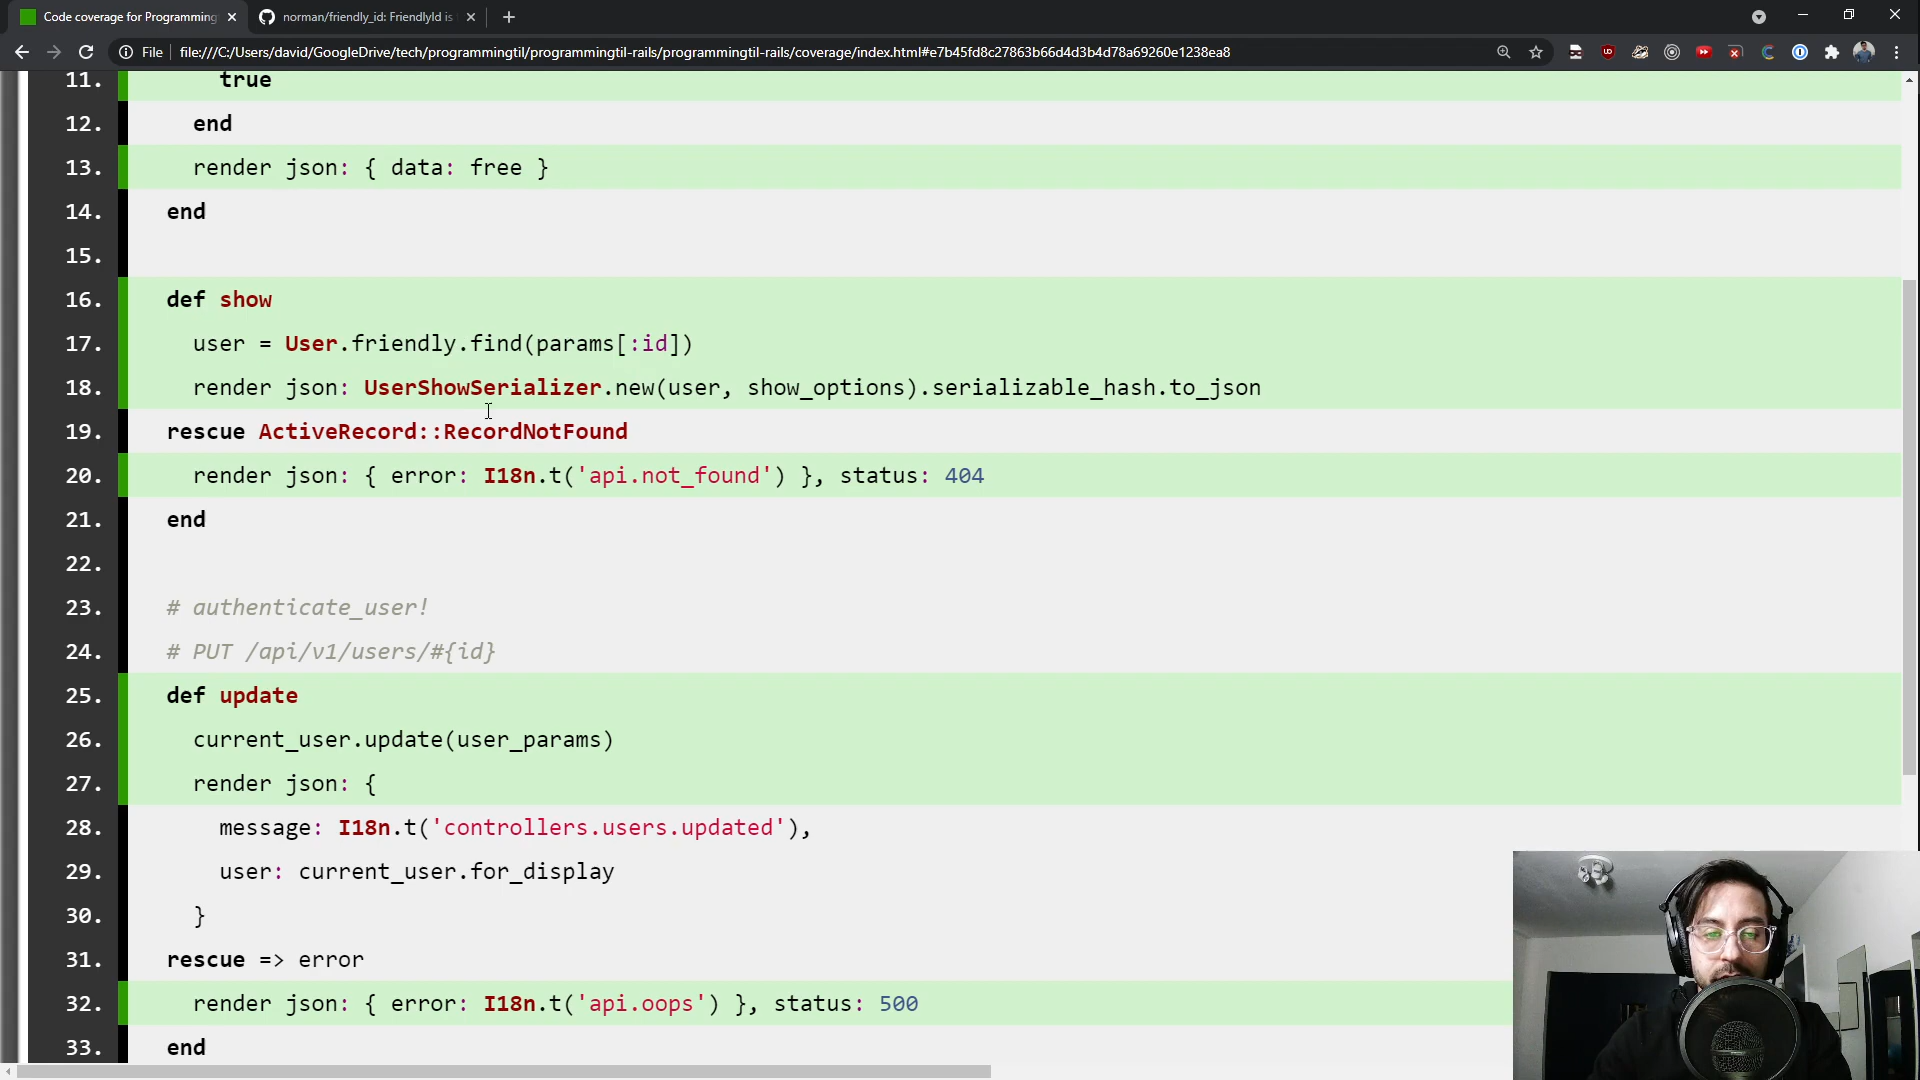 Code coverage for Programming
norman/friendly_id: FriendlyId is
File
file:///C:/Users/david/GoogleDrive/tech/programmingtil/programmingtil-rails/programmingtil-rails/coverage/index.html#e7b45fd8c27863b66d4d3b4d78a69260e1238ea8
11. true
12. end
13. render json: { data: free }
14. end
15.
16. def show
17. user = User.friendly.find(params[:id])
18. render json: UserShowSerializer.new(user, show_options).serializable_hash.to_json
19. rescue ActiveRecord::RecordNotFound
20. render json: { error: I18n.t('api.not_found') }, status: 404
21. end
22.
23. # authenticate_user!
24. # PUT /api/v1/users/#{id}
25. def update
26. current_user.update(user_params)
27. render json: {
28. message: I18n.t('controllers.users.updated'),
29. user: current_user.for_display
30. }
31. rescue => error
32. render json: { error: I18n.t('api.oops') }, status: 500
33. end